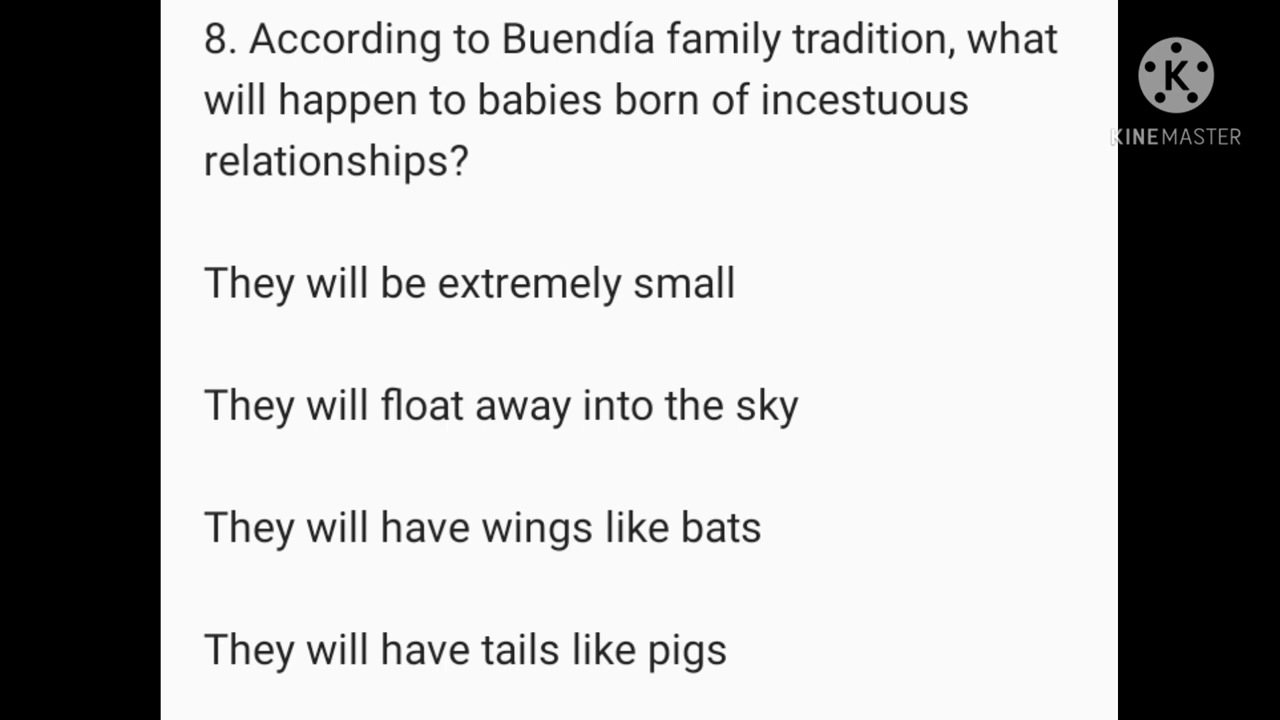 8. According to Buendía family tradition, what
will happen to babies born of incestuous
relationships?
They will be extremely small
They will float away into the sky
They will have wings like bats
They will have tails like pigs
K
KINEMASTER